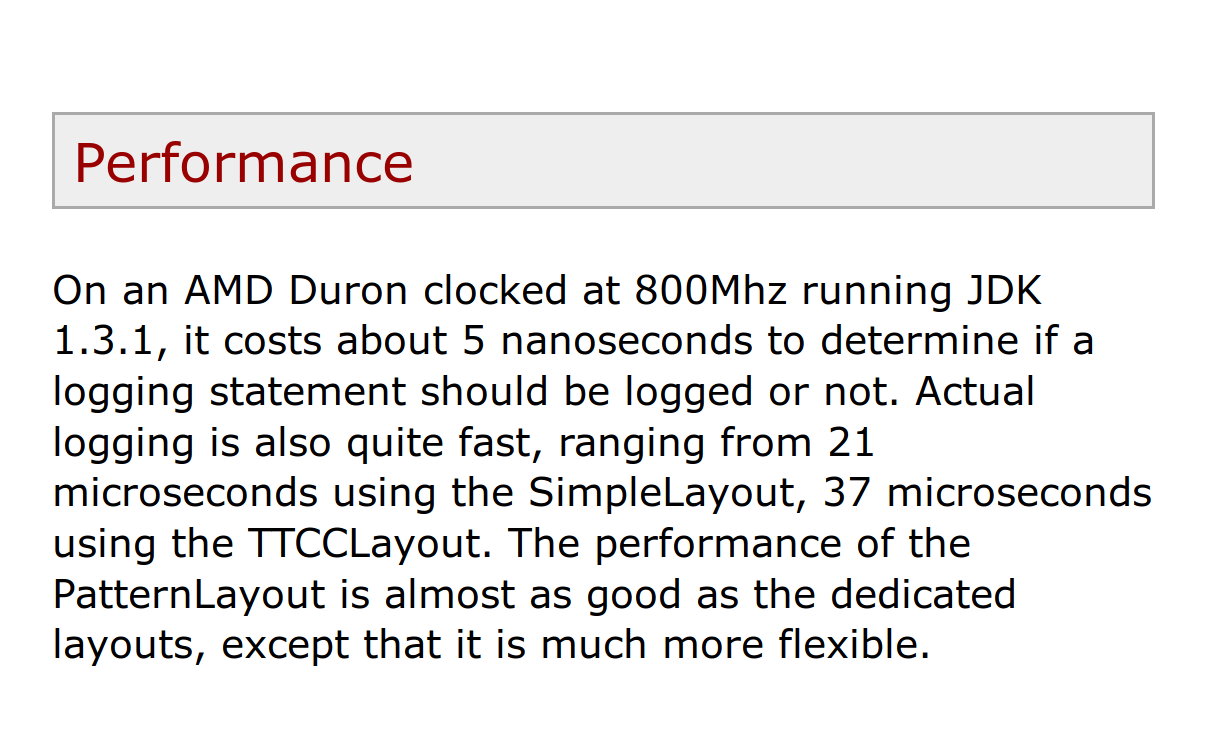 Performance
On an AMD Duron clocked at 800Mhz running JDK
1.3.1, it costs about 5 nanoseconds to determine if a
logging statement should be logged or not. Actual
logging is also quite fast, ranging from 21
microseconds using the SimpleLayout, 37 microseconds
using the TTCCLayout. The performance of the
PatternLayout is almost as good as the dedicated
layouts, except that it is much more flexible.